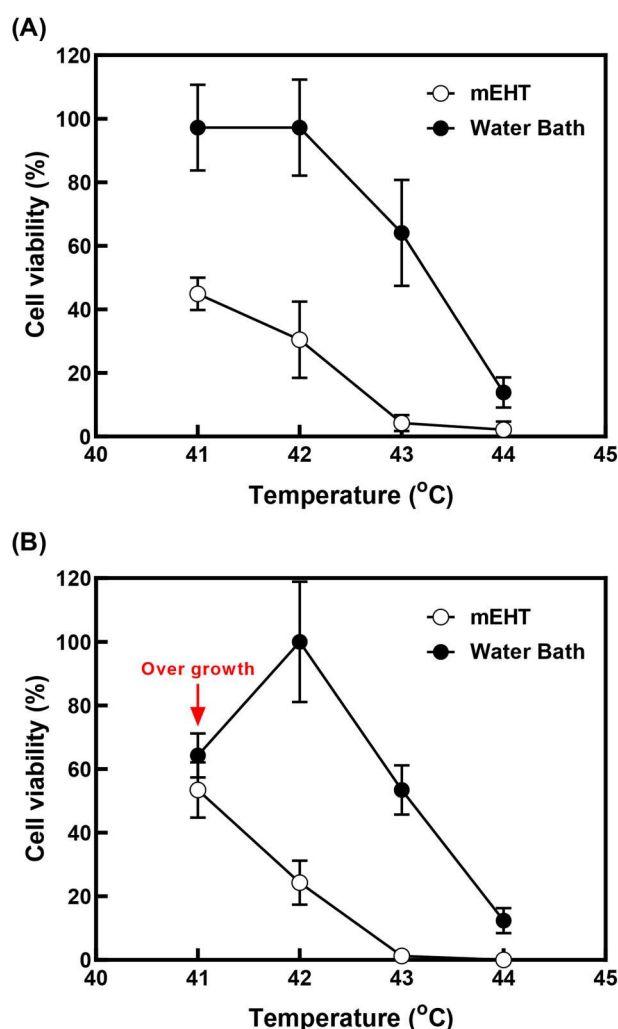 (A)
120
100
80
60
40
20
0
Cell viability (%)
mEHT
Water Bath
40 41 42 43 44 45
Temperature (°C)
(B)
120
100
80
60
40
20
0
Cell viability (%)
mEHT
Water Bath
Over growth
40 41 42 43 44 45
Temperature (°C)